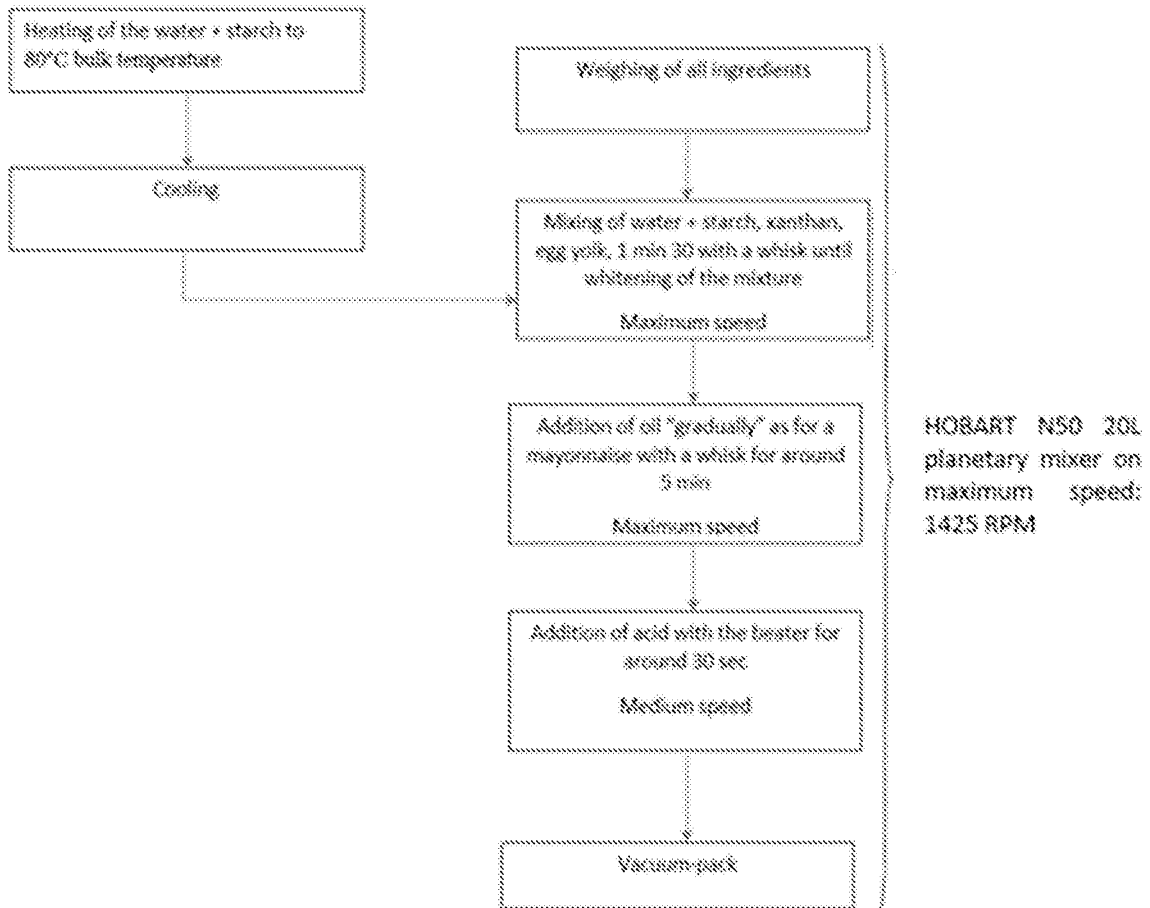 Heating of the water + starch to
80°C bulk temperature
Cooling
Weighing of all ingredients
Mixing of water + starch, xanthan,
egg yolk, 1 min 30 with a whisk until
whitening of the mixture
Maximum speed
Addition of oil "gradually" as for a
mayonnaise with a whisk for around
5 min
Maximum speed
Addition of acid with the beater for
around 30 sec
Medium speed
Vacuum-pack
HOBART N50 20L
planetary mixer on
maximum speed:
1425 RPM